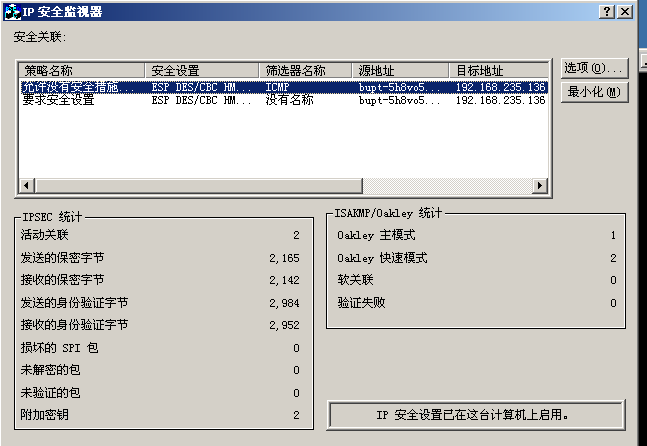 IP 安全监视器
安全关联:
策略名称 安全设置 筛选器名称 源地址 目标地址
允许没有安全措施... ESP DES/CBC HM... ICMP bupt-5h8vo5... 192.168.235.136
要求安全设置 ESP DES/CBC HM... 没有名称 bupt-5h8vo5... 192.168.235.136
选项(O)...
最小化(M)
IPSEC 统计
活动关联 2
发送的保密字节 2,165
接收的保密字节 2,142
发送的身份验证字节 2,984
接收的身份验证字节 2,952
损坏的 SPI 包 0
未解密的包 0
未验证的包 0
附加密钥 2
ISAKMP/Oakley 统计
Oakley 主模式 1
Oakley 快速模式 2
软关联 0
验证失败 0
IP 安全设置已在这台计算机上启用。